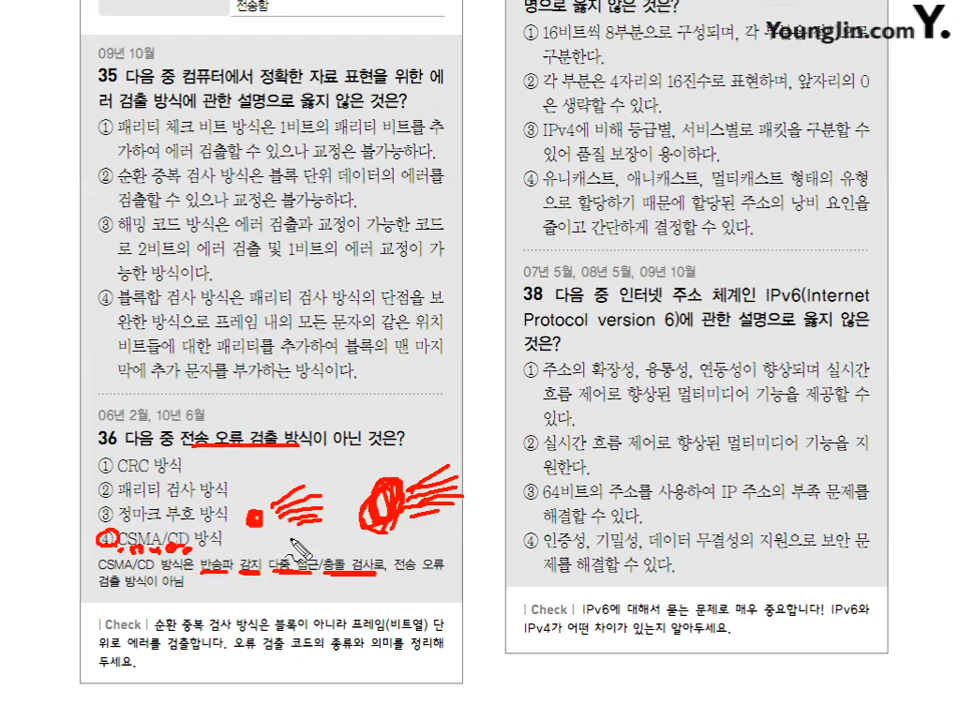 전송함
09년 10월
35 다음 중 컴퓨터에서 정확한 자료 표현을 위한 에
러 검출 방식에 관한 설명으로 옳지 않은 것은?
① 패리티 체크 비트 방식은 1비트의 패리티 비트를 추
가하여 에러 검출할 수 있으나 교정은 불가능하다.
② 순환 중복 검사 방식은 블록 단위 데이터의 에러를
검출할 수 있으나 교정은 불가능하다.
③ 해밍 코드 방식은 에러 검출과 교정이 가능한 코드
로 2비트의 에러 검출 및 1비트의 에러 교정이 가
능한 방식이다.
④ 블록합 검사 방식은 패리티 검사 방식의 단점을 보
완한 방식으로 프레임 내의 모든 문자의 같은 위치
비트들에 대한 패리티를 추가하여 블록의 맨 마지
막에 추가 문자를 부가하는 방식이다.
06년 2월, 10년 6월
36 다음 중 전송 오류 검출 방식이 아닌 것은?
① CRC 방식
② 패리티 검사 방식
③ 정마크 부호 방식
④ CSMA/CD 방식
CSMA/CD 방식은 반송파 감지 다중 접근/충돌 검사로, 전송 오류
검출 방식이 아님
| Check | 순환 중복 검사 방식은 블록이 아니라 프레임(비트열) 단
위로 에러를 검출합니다. 오류 검출 코드의 종류와 의미를 정리해
두세요.
명으로 옳지 않은 것은?
Youngjin.com Y.
① 16비트씩 8부분으로 구성되며, 각
구분한다.
② 각 부분은 4자리의 16진수로 표현하며, 앞자리의 0
은 생략할 수 있다.
③ IPv4에 비해 등급별, 서비스별로 패킷을 구분할 수
있어 품질 보장이 용이하다.
④ 유니캐스트, 애니캐스트, 멀티캐스트 형태의 유형
으로 할당하기 때문에 할당된 주소의 낭비 요인을
줄이고 간단하게 결정할 수 있다.
07년 5월, 08년 5월, 09년 10월
38 다음 중 인터넷 주소 체계인 IPv6(Internet
Protocol version 6)에 관한 설명으로 옳지 않은
것은?
① 주소의 확장성, 융통성, 연동성이 향상되며 실시간
흐름 제어로 향상된 멀티미디어 기능을 제공할 수
있다.
② 실시간 흐름 제어로 향상된 멀티미디어 기능을 지
원한다.
③ 64비트의 주소를 사용하여 IP 주소의 부족 문제를
해결할 수 있다.
④ 인증성, 기밀성, 데이터 무결성의 지원으로 보안 문
제를 해결할 수 있다.
| Check | IPv6에 대해서 묻는 문제로 매우 중요합니다! IPv6와
IPv4가 어떤 차이가 있는지 알아두세요.